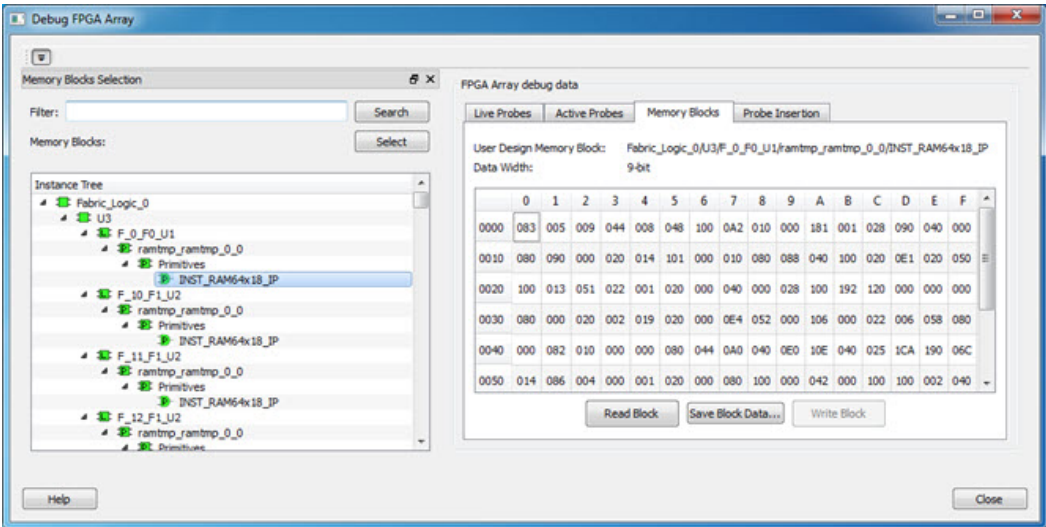 Debug FPGA Array
Memory Blocks Selection
Filter:
Search
Memory Blocks:
Select
Instance Tree
Fabric_Logic_0
U3
F_0_F0_U1
ramtmp_ramtmp_0_0
Primitives
INST_RAM64x18_IP
F_10_F1_U2
ramtmp_ramtmp_0_0
Primitives
INST_RAM64x18_IP
F_11_F1_U2
ramtmp_ramtmp_0_0
Primitives
INST_RAM64x18_IP
F_12_F1_U2
ramtmp_ramtmp_0_0
Primitives
FPGA Array debug data
Live Probes Active Probes Memory Blocks Probe Insertion
User Design Memory Block: Fabric_Logic_0/U3/F_0_F0_U1/ramtmp_ramtmp_0_0/INST_RAM64x18_IP
Data Width: 9-bit
0 1 2 3 4 5 6 7 8 9 A B C D E F
0000 083 005 009 044 008 048 100 0A2 010 000 181 001 028 090 040 000
0010 080 090 000 020 014 101 000 010 080 088 040 100 020 0E1 020 050
0020 100 013 051 022 001 020 000 040 000 028 100 192 120 000 000 000
0030 080 000 020 002 019 020 000 0E4 052 000 106 000 022 006 058 080
0040 000 082 010 000 000 080 044 0A0 040 0E0 10E 040 025 1CA 190 06C
0050 014 086 004 000 001 020 000 080 100 000 042 000 100 100 002 040
Read Block Save Block Data... Write Block
Help Close